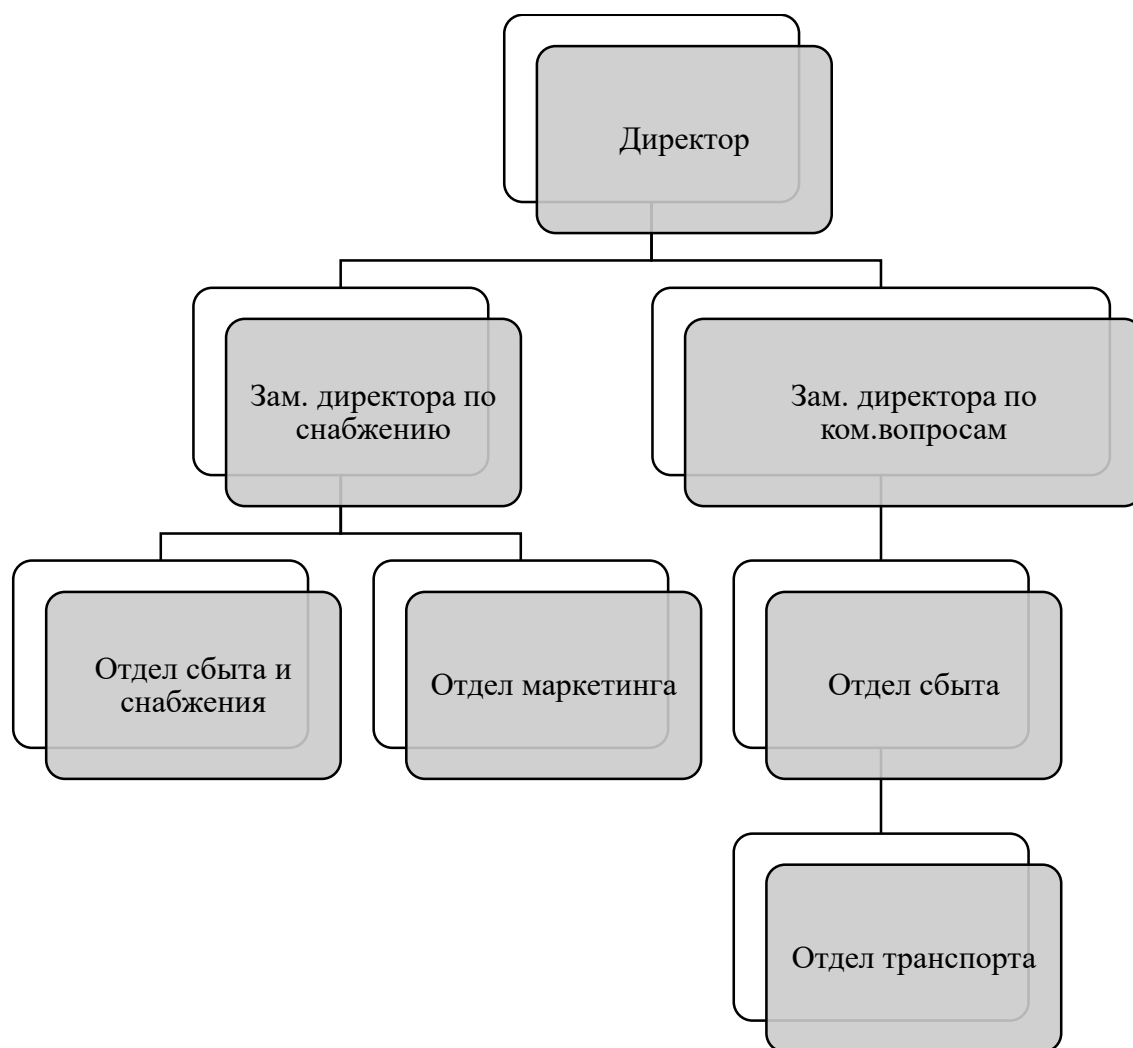 Директор
Зам. директора по
снабжению
Зам. директора по
ком.вопросам
Отдел сбыта и
снабжения
Отдел маркетинга
Отдел сбыта
Отдел транспорта